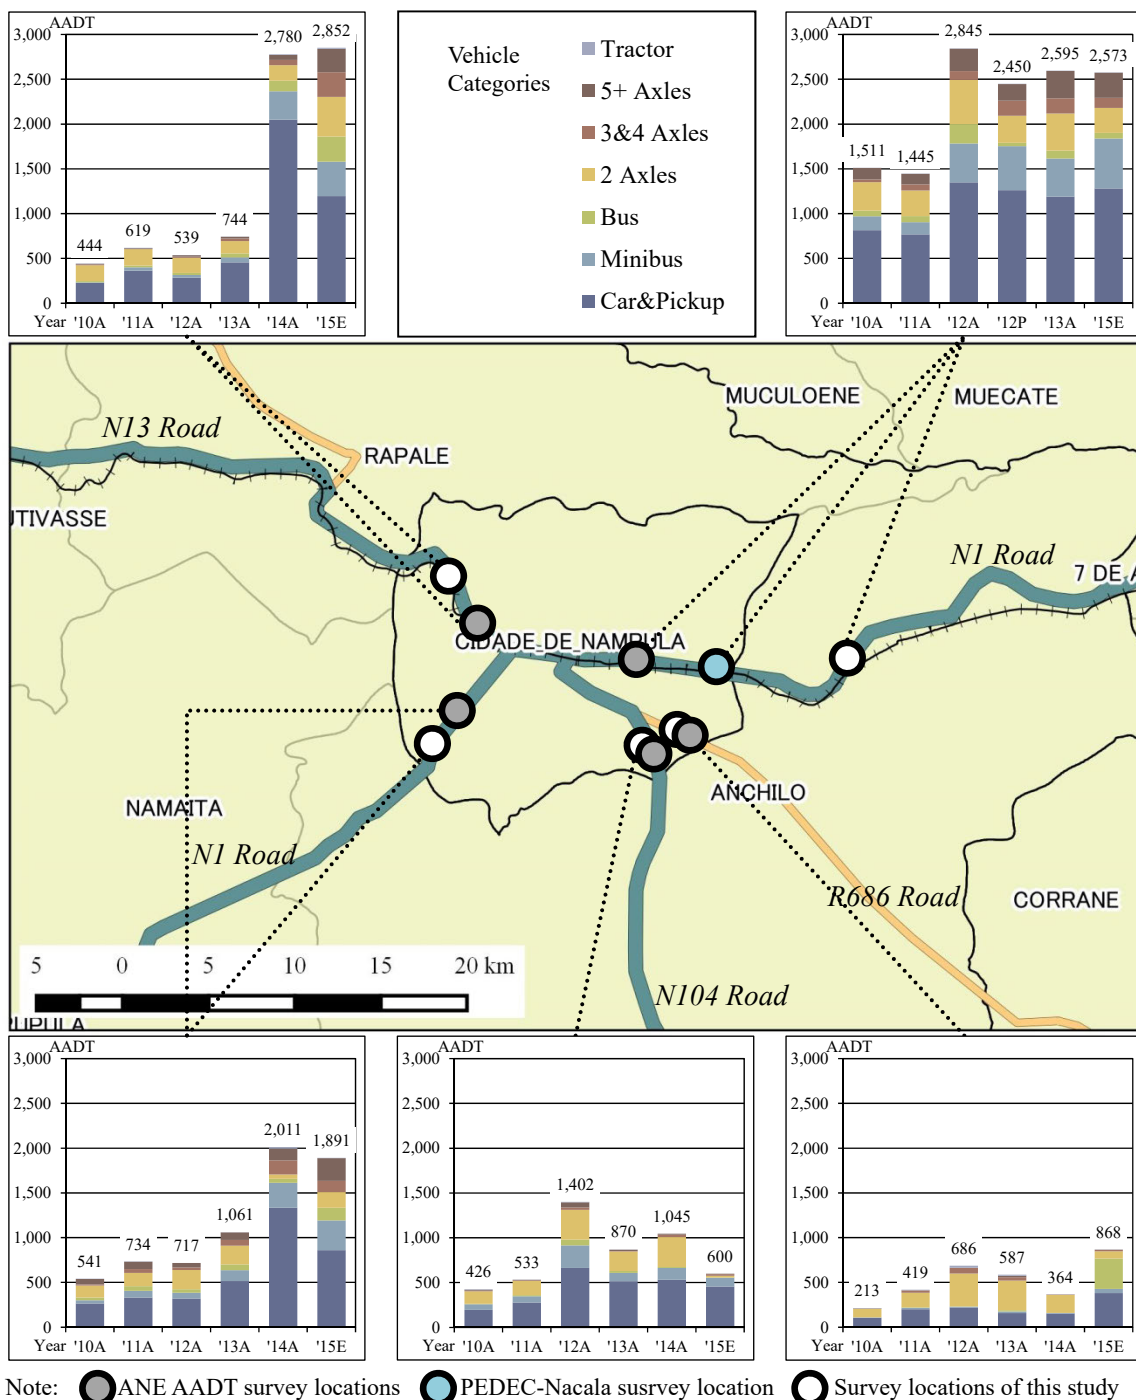 AADT
3,000
2,500
2,000
1,500
1,000
500
0
444
619
539
744
2,780
2,852
Year '10A '11A '12A '13A '14A '15E
Vehicle
Categories
Tractor
5+ Axles
3&4 Axles
2 Axles
Bus
Minibus
Car&Pickup
AADT
3,000
2,500
2,000
1,500
1,000
500
0
1,511
1,445
2,845
2,450
2,595
2,573
Year '10A '11A '12A '12P '13A '15E
MUCULOENE
MUECATE
N13 Road
RAPALE
UTIVASSE
N1 Road
7 DE A
CIDADE_DE_NAMPULA
NAMAITA
ANCHILO
N1 Road
R686 Road
CORRANE
5 0 5 10 15 20 km
N104 Road
PUPULA
AADT
3,000
2,500
2,000
1,500
1,000
500
0
541
734
717
1,061
2,011
1,891
Year '10A '11A '12A '13A '14A '15E
AADT
3,000
2,500
2,000
1,500
1,000
500
0
426
533
1,402
870
1,045
600
Year '10A '11A '12A '13A '14A '15E
AADT
3,000
2,500
2,000
1,500
1,000
500
0
213
419
686
587
364
868
Year '10A '11A '12A '13A '14A '15E
Note: ANE AADT survey locations PEDEC-Nacala susrvey location Survey locations of this study